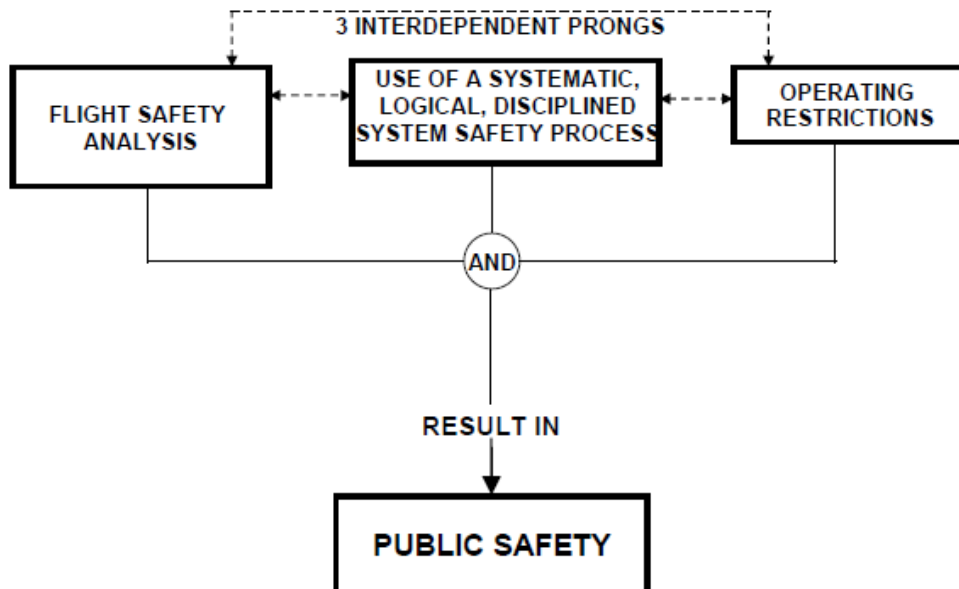 3 INTERDEPENDENT PRONGS
FLIGHT SAFETY
ANALYSIS
USE OF A SYSTEMATIC,
LOGICAL, DISCIPLINED
SYSTEM SAFETY PROCESS
OPERATING
RESTRICTIONS
AND
RESULT IN
PUBLIC SAFETY